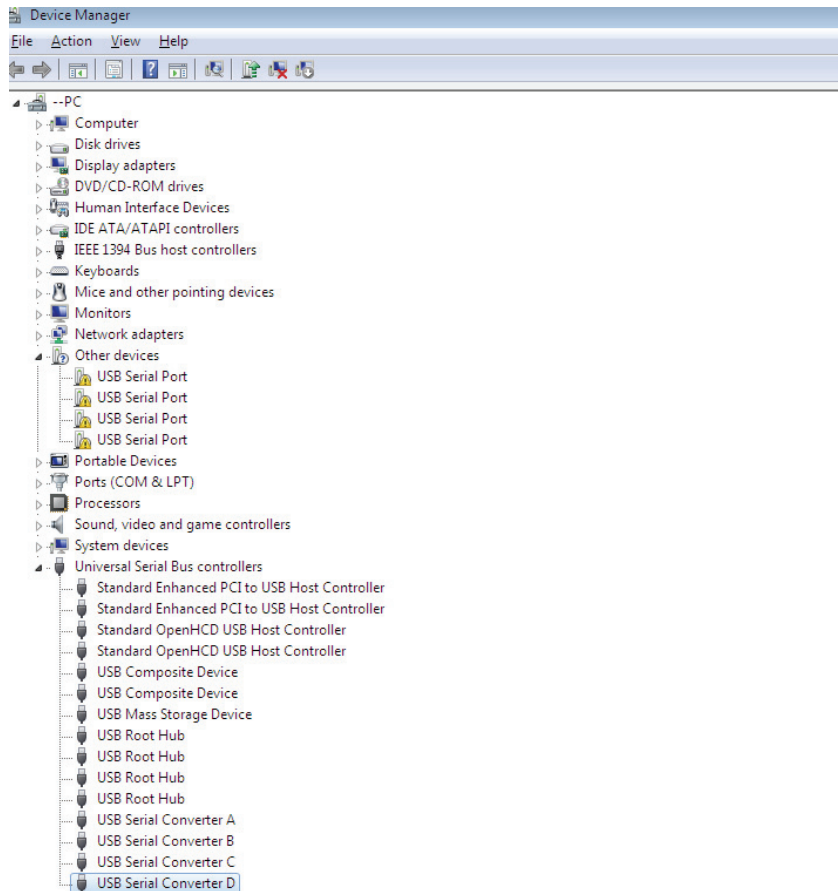 Device Manager
File Action View Help
--PC
Computer
Disk drives
Display adapters
DVD/CD-ROM drives
Human Interface Devices
IDE ATA/ATAPI controllers
IEEE 1394 Bus host controllers
Keyboards
Mice and other pointing devices
Monitors
Network adapters
Other devices
USB Serial Port
USB Serial Port
USB Serial Port
USB Serial Port
Portable Devices
Ports (COM & LPT)
Processors
Sound, video and game controllers
System devices
Universal Serial Bus controllers
Standard Enhanced PCI to USB Host Controller
Standard Enhanced PCI to USB Host Controller
Standard OpenHCD USB Host Controller
Standard OpenHCD USB Host Controller
USB Composite Device
USB Composite Device
USB Mass Storage Device
USB Root Hub
USB Root Hub
USB Root Hub
USB Root Hub
USB Serial Converter A
USB Serial Converter B
USB Serial Converter C
USB Serial Converter D